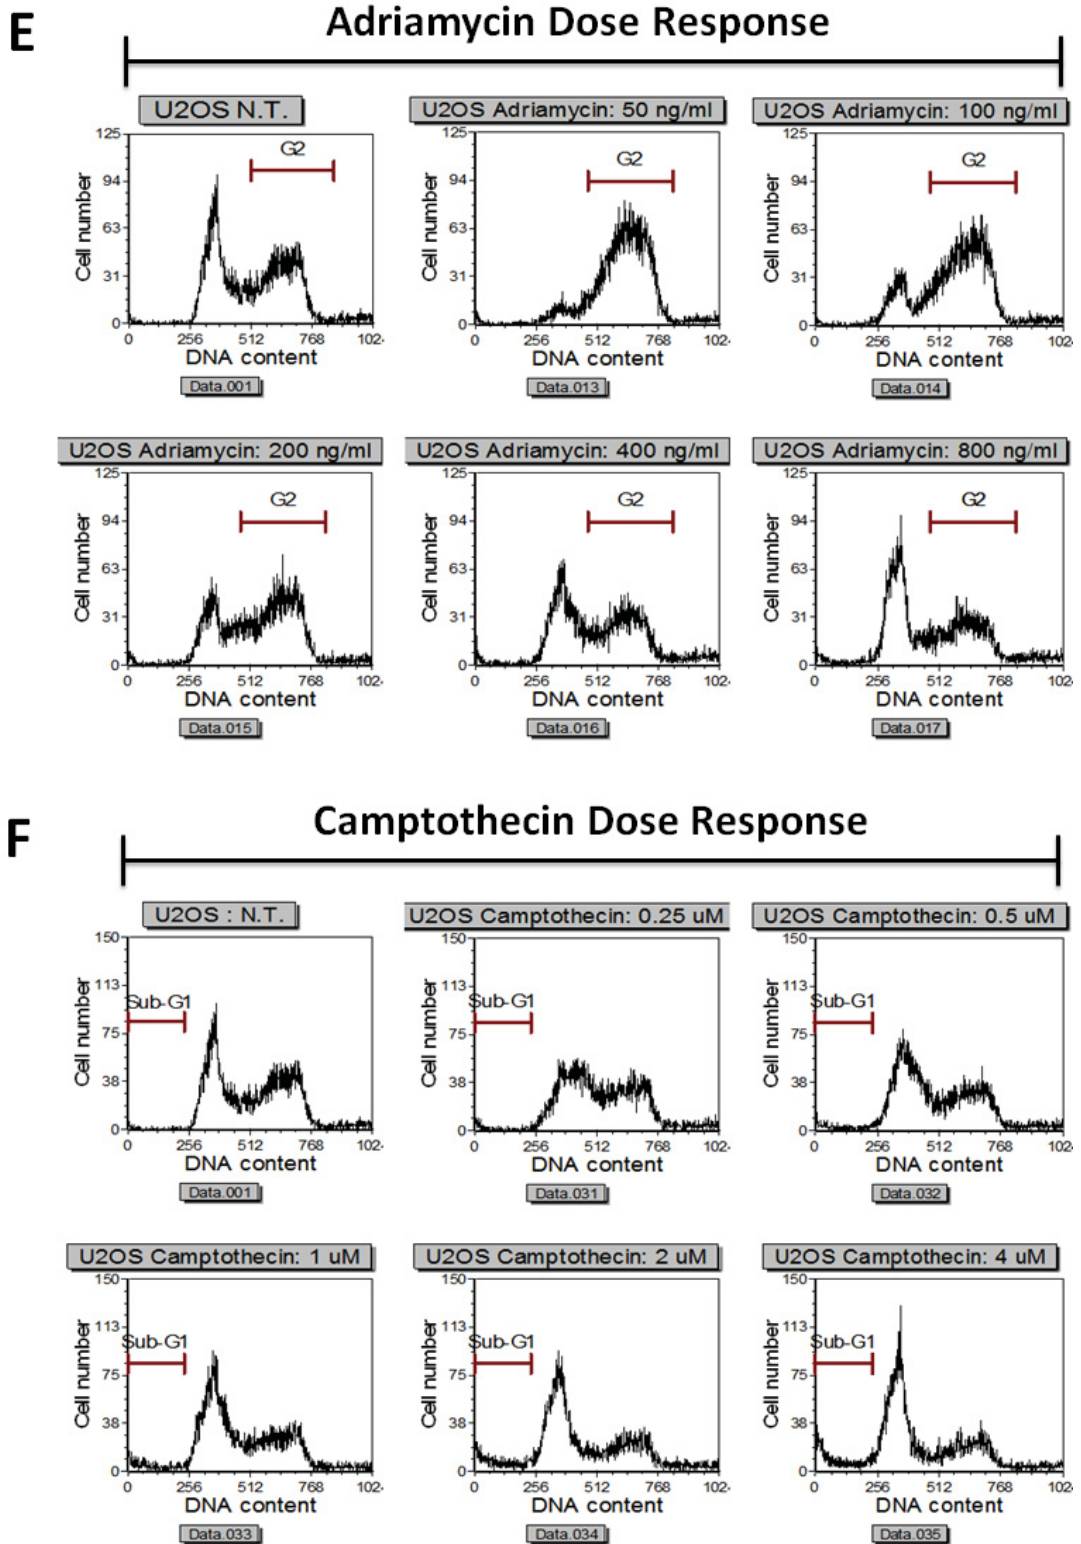 E
Adriamycin Dose Response
U2OS N.T.
U2OS Adriamycin: 50 ng/ml
U2OS Adriamycin: 100 ng/ml
125
94
63
31
0
Cell number
G2
0 256 512 768 102
DNA content
Data.001
125
94
63
31
0
Cell number
G2
0 256 512 768 102
DNA content
Data.013
125
94
63
31
0
Cell number
G2
0 256 512 768 102
DNA content
Data.014
U2OS Adriamycin: 200 ng/ml
U2OS Adriamycin: 400 ng/ml
U2OS Adriamycin: 800 ng/ml
125
94
63
31
0
Cell number
G2
0 256 512 768 102
DNA content
Data.015
125
94
63
31
0
Cell number
G2
0 256 512 768 102
DNA content
Data.016
125
94
63
31
0
Cell number
G2
0 256 512 768 102
DNA content
Data.017
F
Camptothecin Dose Response
U2OS : N.T.
U2OS Camptothecin: 0.25 uM
U2OS Camptothecin: 0.5 uM
150
113
75
38
0
Cell number
Sub-G1
0 256 512 768 102
DNA content
Data.001
150
113
75
38
0
Cell number
Sub-G1
0 256 512 768 102
DNA content
Data.031
150
113
75
38
0
Cell number
Sub-G1
0 256 512 768 102
DNA content
Data.032
U2OS Camptothecin: 1 uM
U2OS Camptothecin: 2 uM
U2OS Camptothecin: 4 uM
150
113
75
38
0
Cell number
Sub-G1
0 256 512 768 102
DNA content
Data.033
150
113
75
38
0
Cell number
Sub-G1
0 256 512 768 102
DNA content
Data.034
150
113
75
38
0
Cell number
Sub-G1
0 256 512 768 102
DNA content
Data.035